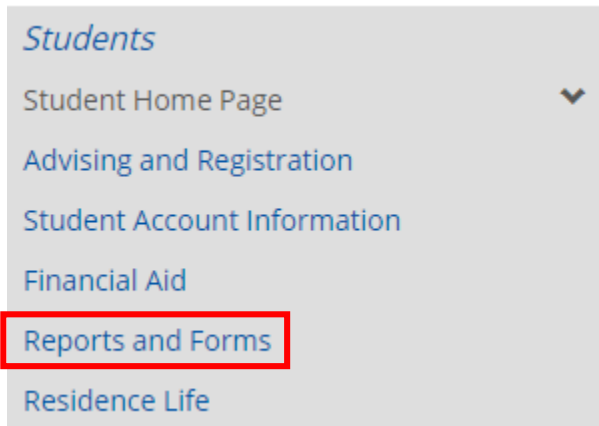 Students
Student Home Page
Advising and Registration
Student Account Information
Financial Aid
Reports and Forms
Residence Life